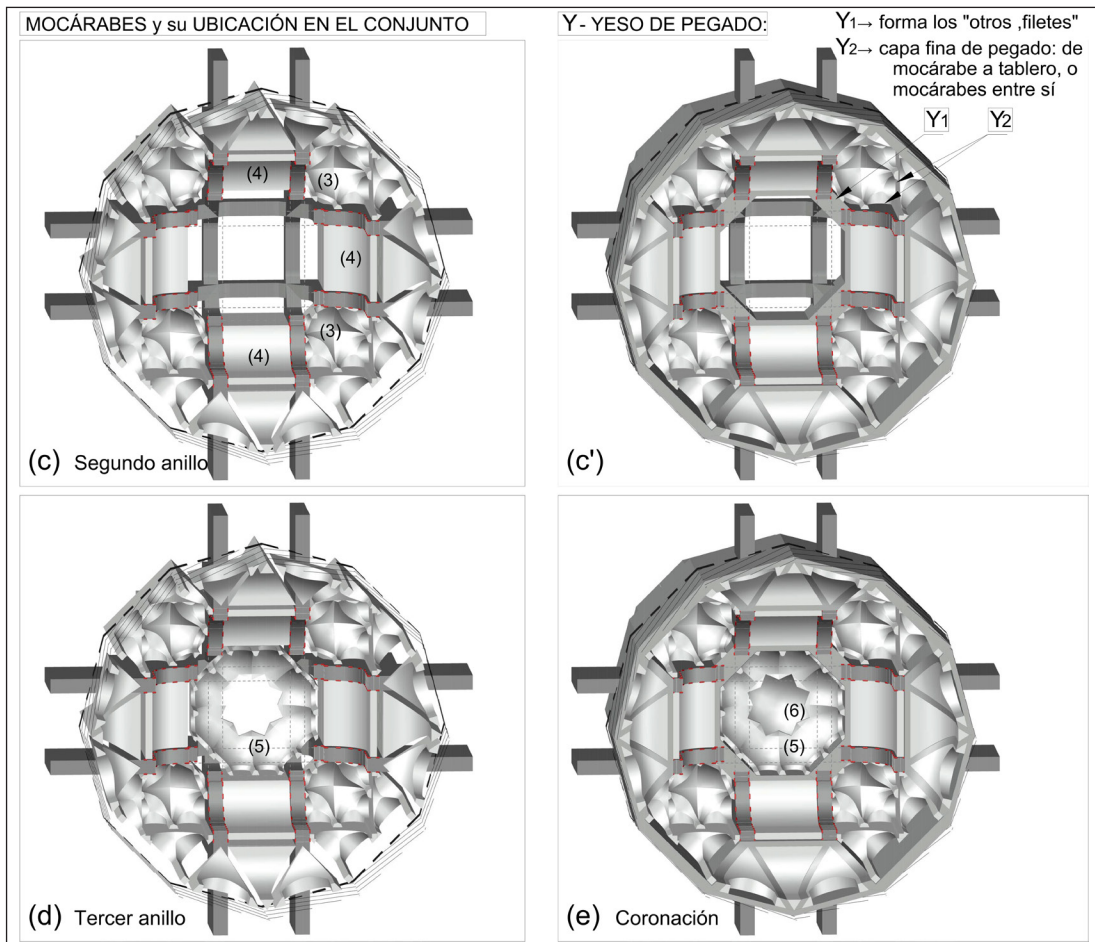 MOCÁRABES y su UBICACIÓN EN EL CONJUNTO
(4)
(3)
(4)
(3)
(4)
(c) Segundo anillo
Y - YESO DE PEGADO:
Y1→ forma los "otros ,filetes"
Y2→ capa fina de pegado: de
mocárabe a tablero, o
mocárabes entre sí
Y1
Y2
(c')
(5)
(d) Tercer anillo
(6)
(5)
(e) Coronación